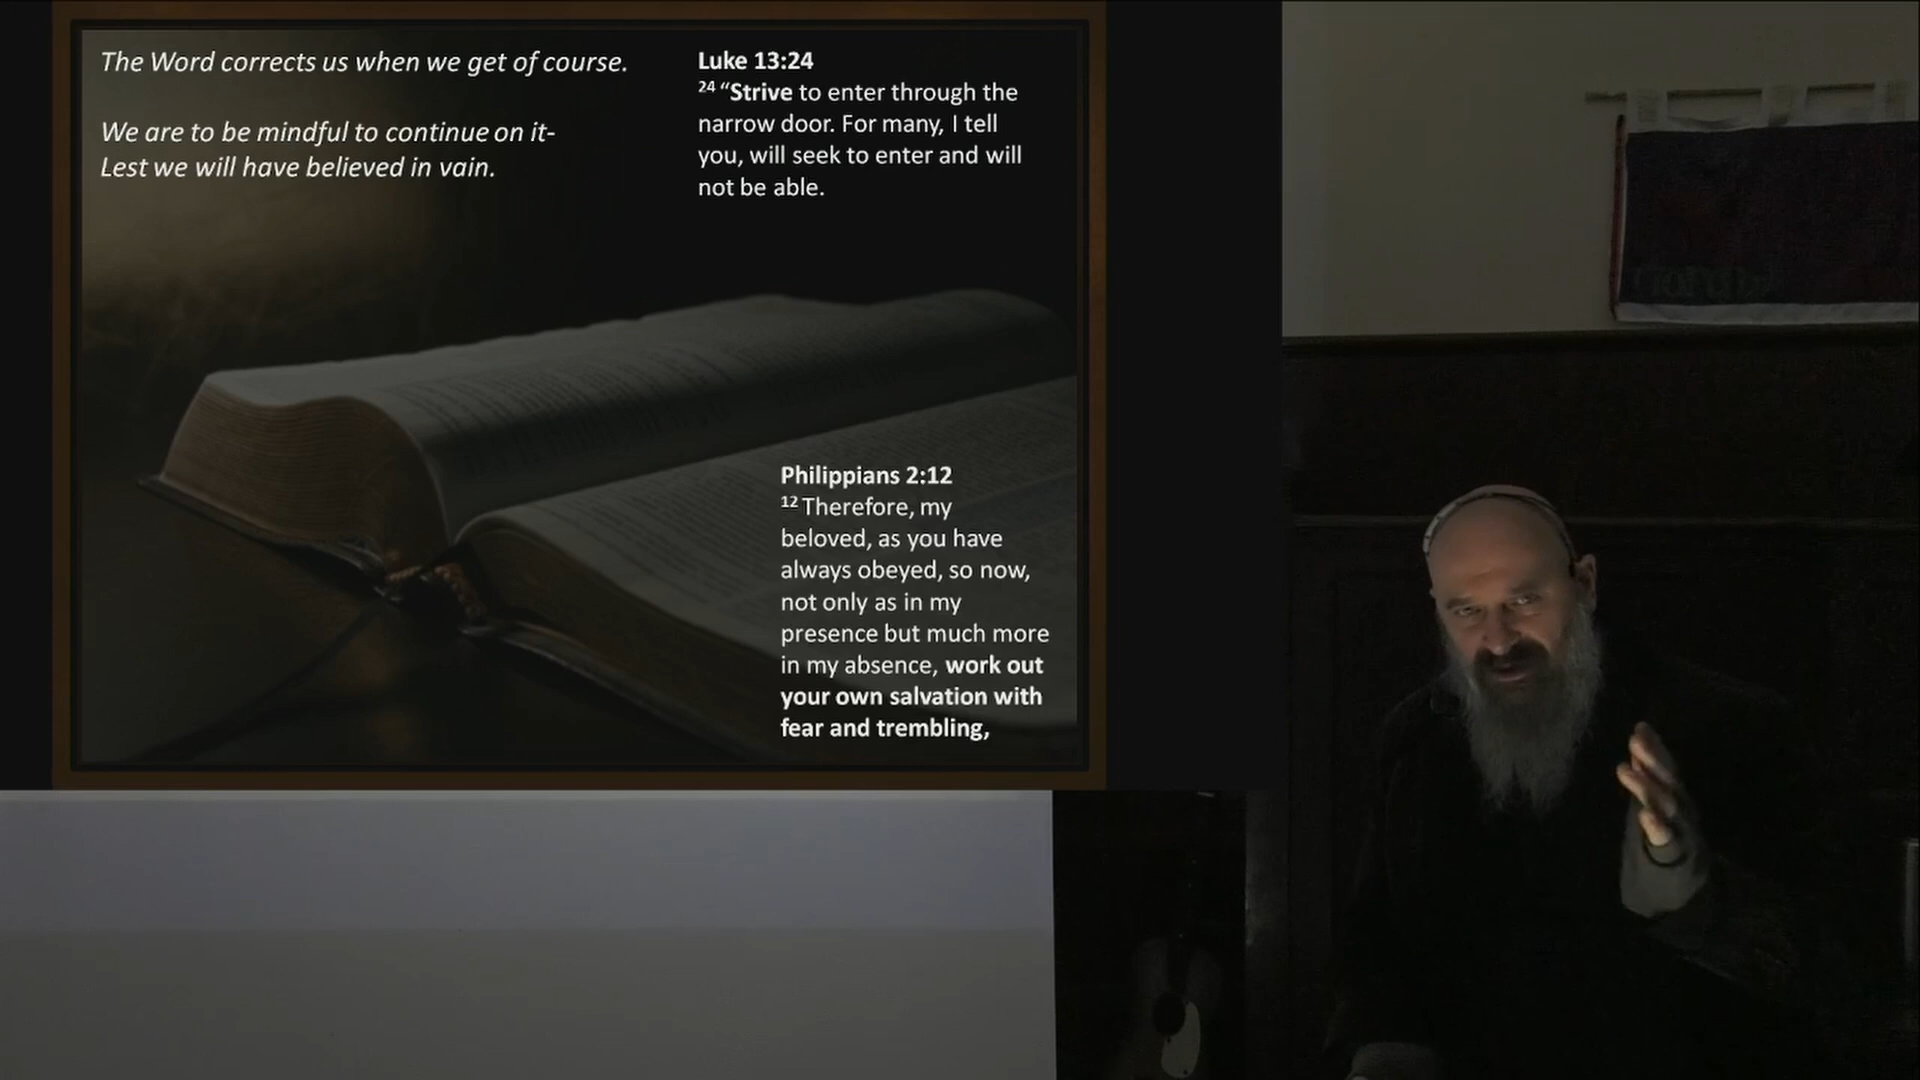 The Word corrects us when we get of course.
We are to be mindful to continue on it-
Lest we will have believed in vain.
Luke 13:24
24 “Strive to enter through the
narrow door. For many, I tell
you, will seek to enter and will
not be able.
Philippians 2:12
12 Therefore, my
beloved, as you have
always obeyed, so now,
not only as in my
presence but much more
in my absence, work out
your own salvation with
fear and trembling,